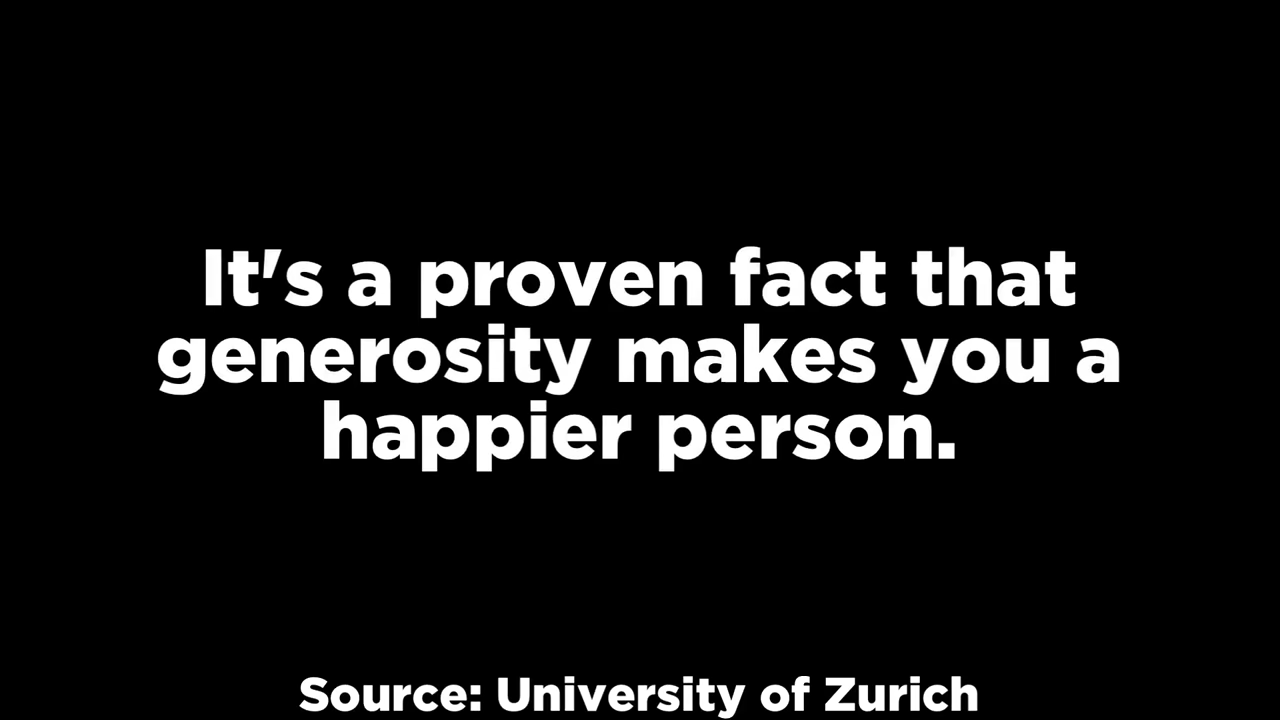 It's a proven fact that
generosity makes you a
happier person.
Source: University of Zurich